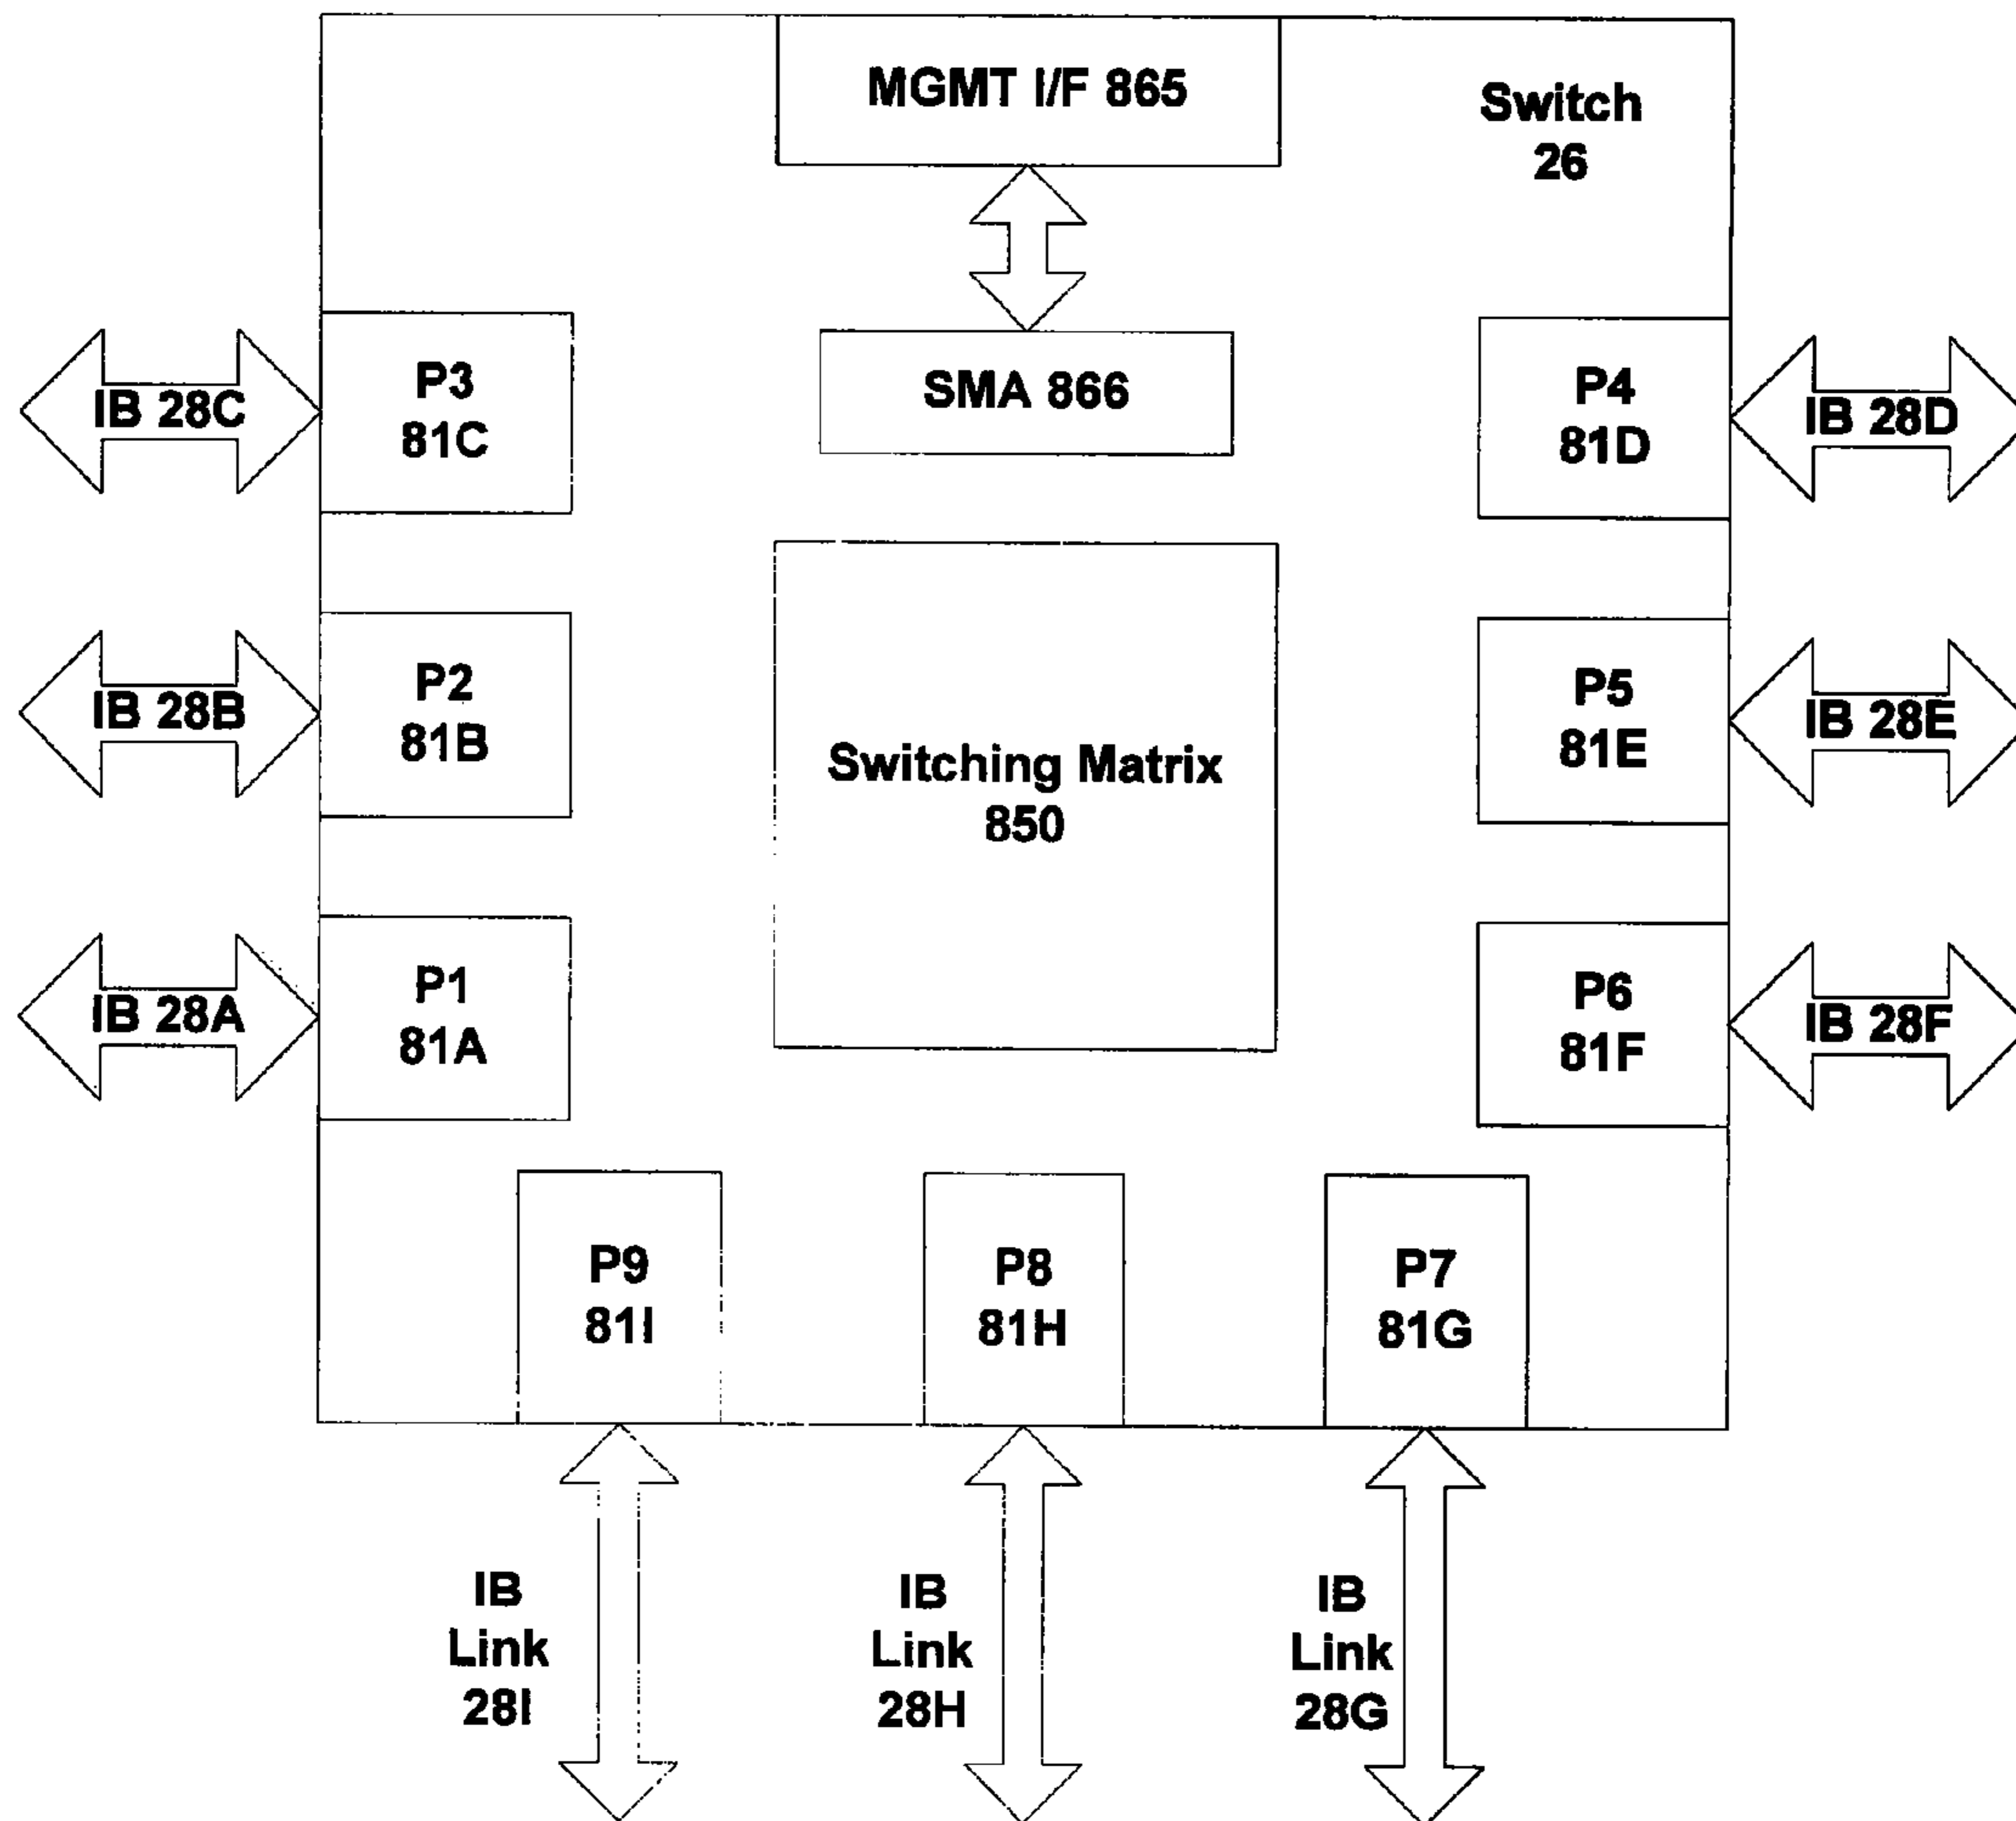 MGMT I/F 865
Switch
26
IB 28C
P3
81C
SMA 866
P4
81D
IB 28D
IB 28B
P2
81B
Switching Matrix
850
P5
81E
IB 28E
IB 28A
P1
81A
P6
81F
IB 28F
P9
81I
P8
81H
P7
81G
IB
Link
28I
IB
Link
28H
IB
Link
28G